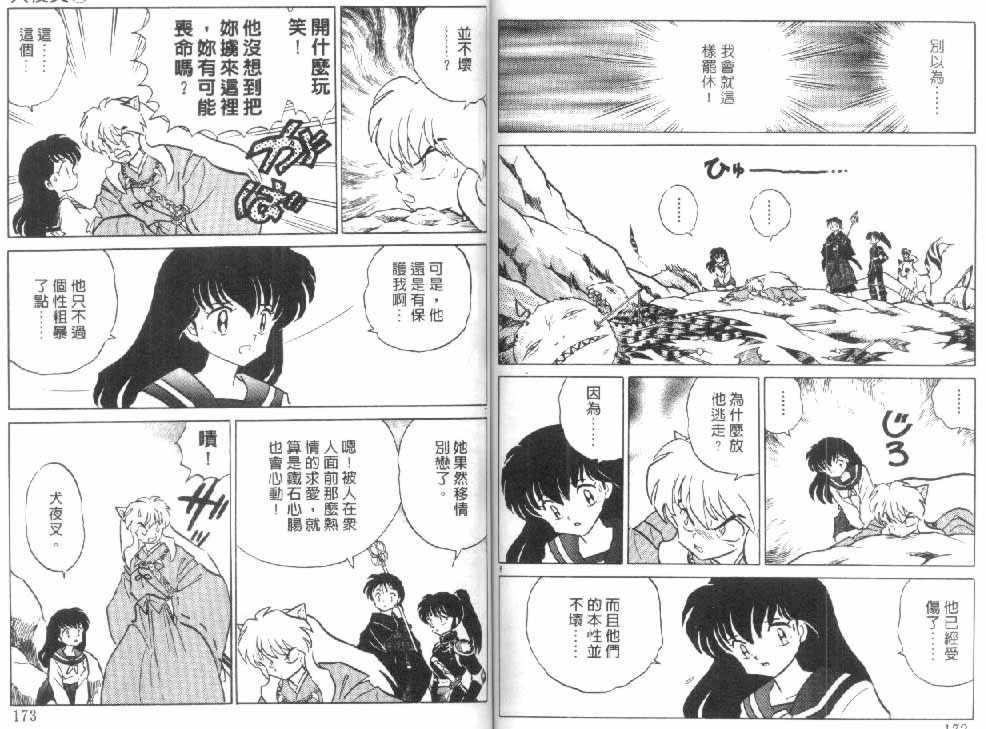 別以為……
我會就這
樣罷休！
ひゅ———…
……
……
……
……
じろ
為什麼放
他逃走？
因為……
他已經受
傷了……
而且他們
的本性並
不壞……
172
並不壞
……？
開什麼玩
笑！
他沒想到把
妳擄來這裡
，妳有可能
喪命嗎？
這……
這個…
がば
可是，他
還是有保
護我啊…
他只不過
個性粗暴
了點……
她果然移情
別戀了。
嗯！被人在眾
人面前那麼熱
情的求愛，就
算是鐵石心腸
也會心動！
嘖！
犬夜叉。
173